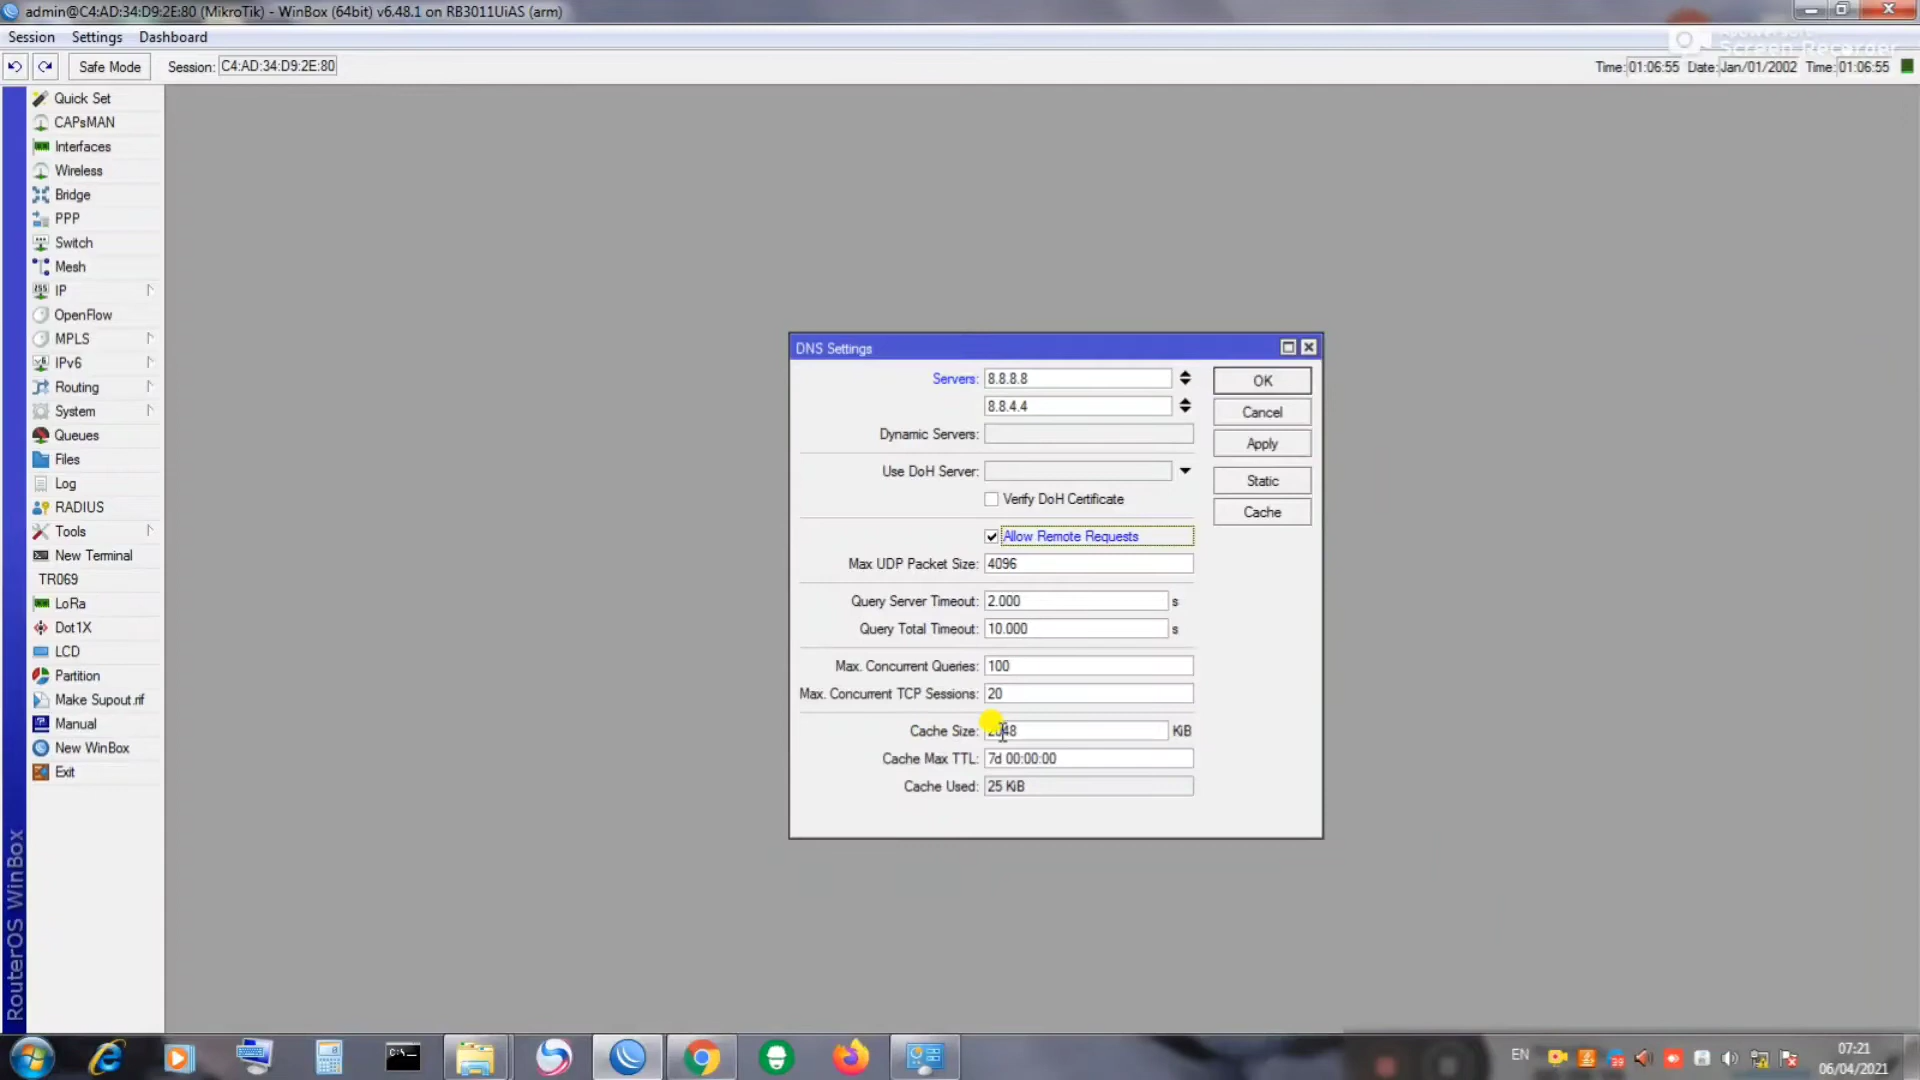 admin@C4:AD:34:D9:2E:80 (MikroTik) - WinBox (64bit) v6.48.1 on RB3011UiAS (arm)
Session Settings Dashboard
Screen Recorder
Safe Mode Session: C4:AD:34:D9:2E:80
Time: 01:06:55 Date: Jan/01/2002 Time: 01:06:55
Quick Set
CAPsMAN
Interfaces
Wireless
Bridge
PPP
Switch
Mesh
IP
OpenFlow
MPLS
IPv6
Routing
System
Queues
Files
Log
RADIUS
Tools
New Terminal
TR069
LoRa
Dot1X
LCD
Partition
Make Supout.rif
Manual
New WinBox
Exit
RouterOS WinBox
DNS Settings
Servers: 8.8.8.8
8.8.4.4
Dynamic Servers:
Use DoH Server:
Verify DoH Certificate
Allow Remote Requests
Max UDP Packet Size: 4096
Query Server Timeout: 2.000 s
Query Total Timeout: 10.000 s
Max. Concurrent Queries: 100
Max. Concurrent TCP Sessions: 20
Cache Size: 2048 KiB
Cache Max TTL: 7d 00:00:00
Cache Used: 25 KiB
OK
Cancel
Apply
Static
Cache
EN
07:21
06/04/2021